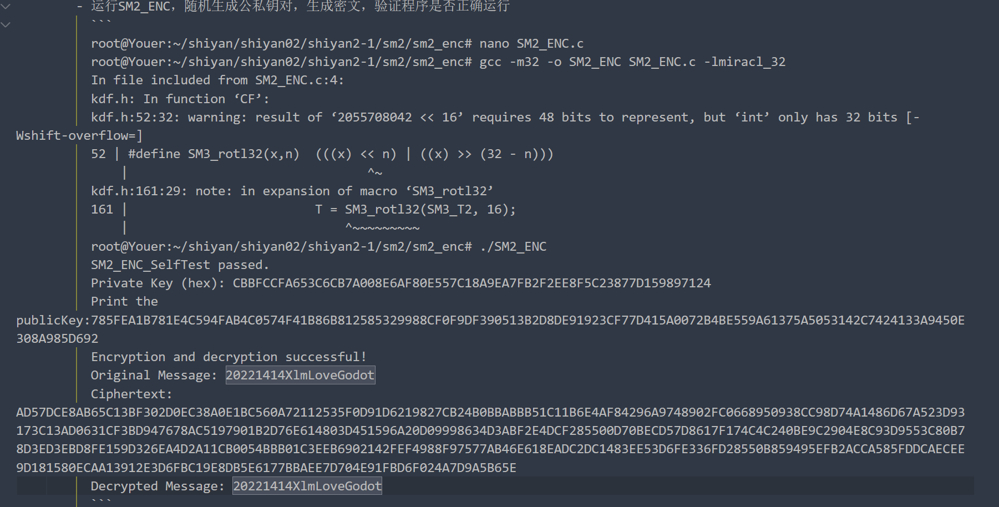 - 运行SM2_ENC，随机生成公私钥对，生成密文，验证程序是否正确运行
```
root@Youer:~/shiyan/shiyan02/shiyan2-1/sm2/sm2_enc# nano SM2_ENC.c
root@Youer:~/shiyan/shiyan02/shiyan2-1/sm2/sm2_enc# gcc -m32 -o SM2_ENC SM2_ENC.c -lmiracl_32
In file included from SM2_ENC.c:4:
kdf.h: In function ‘CF’:
kdf.h:52:32: warning: result of ‘2055708042 << 16’ requires 48 bits to represent, but ‘int’ only has 32 bits [-
Wshift-overflow=]
52 | #define SM3_rotl32(x,n)  (((x) << n) | ((x) >> (32 - n)))
|                                ^~
kdf.h:161:29: note: in expansion of macro ‘SM3_rotl32’
161 |                         T = SM3_rotl32(SM3_T2, 16);
|                             ^~~~~~~~~~
root@Youer:~/shiyan/shiyan02/shiyan2-1/sm2/sm2_enc# ./SM2_ENC
SM2_ENC_SelfTest passed.
Private Key (hex): CBBFCCFA653C6CB7A008E6AF80E557C18A9EA7FB2F2EE8F5C23877D159897124
Print the
publicKey:785FEA1B781E4C594FAB4C0574F41B86B812585329988CF0F9DF390513B2D8DE91923CF77D415A0072B4BE559A61375A5053142C7424133A9450E
308A985D692
Encryption and decryption successful!
Original Message: 20221414XlmLoveGodot
Ciphertext:
AD57DCE8AB65C13BF302D0EC38A0E1BC560A72112535F0D91D6219827CB24B0BBABBB51C11B6E4AF84296A9748902FC0668950938CC98D74A1486D67A523D93
173C13AD0631CF3BD947678AC5197901B2D76E614803D451596A20D09998634D3ABF2E4DCF285500D70BECD57D8617F174C4C240BE9C2904E8C93D9553C80B7
8D3ED3EBD8FE159D326EA4D2A11CB0054BBB01C3EEB6902142FEF4988F97577AB46E618EADC2DC1483EE53D6FE336FD28550B859495EFB2ACCA585FDDCAECEE
9D181580ECAA13912E3D6FBC19E8DB5E6177BBAEE7D704E91FBD6F024A7D9A5B65E
Decrypted Message: 20221414XlmLoveGodot
```